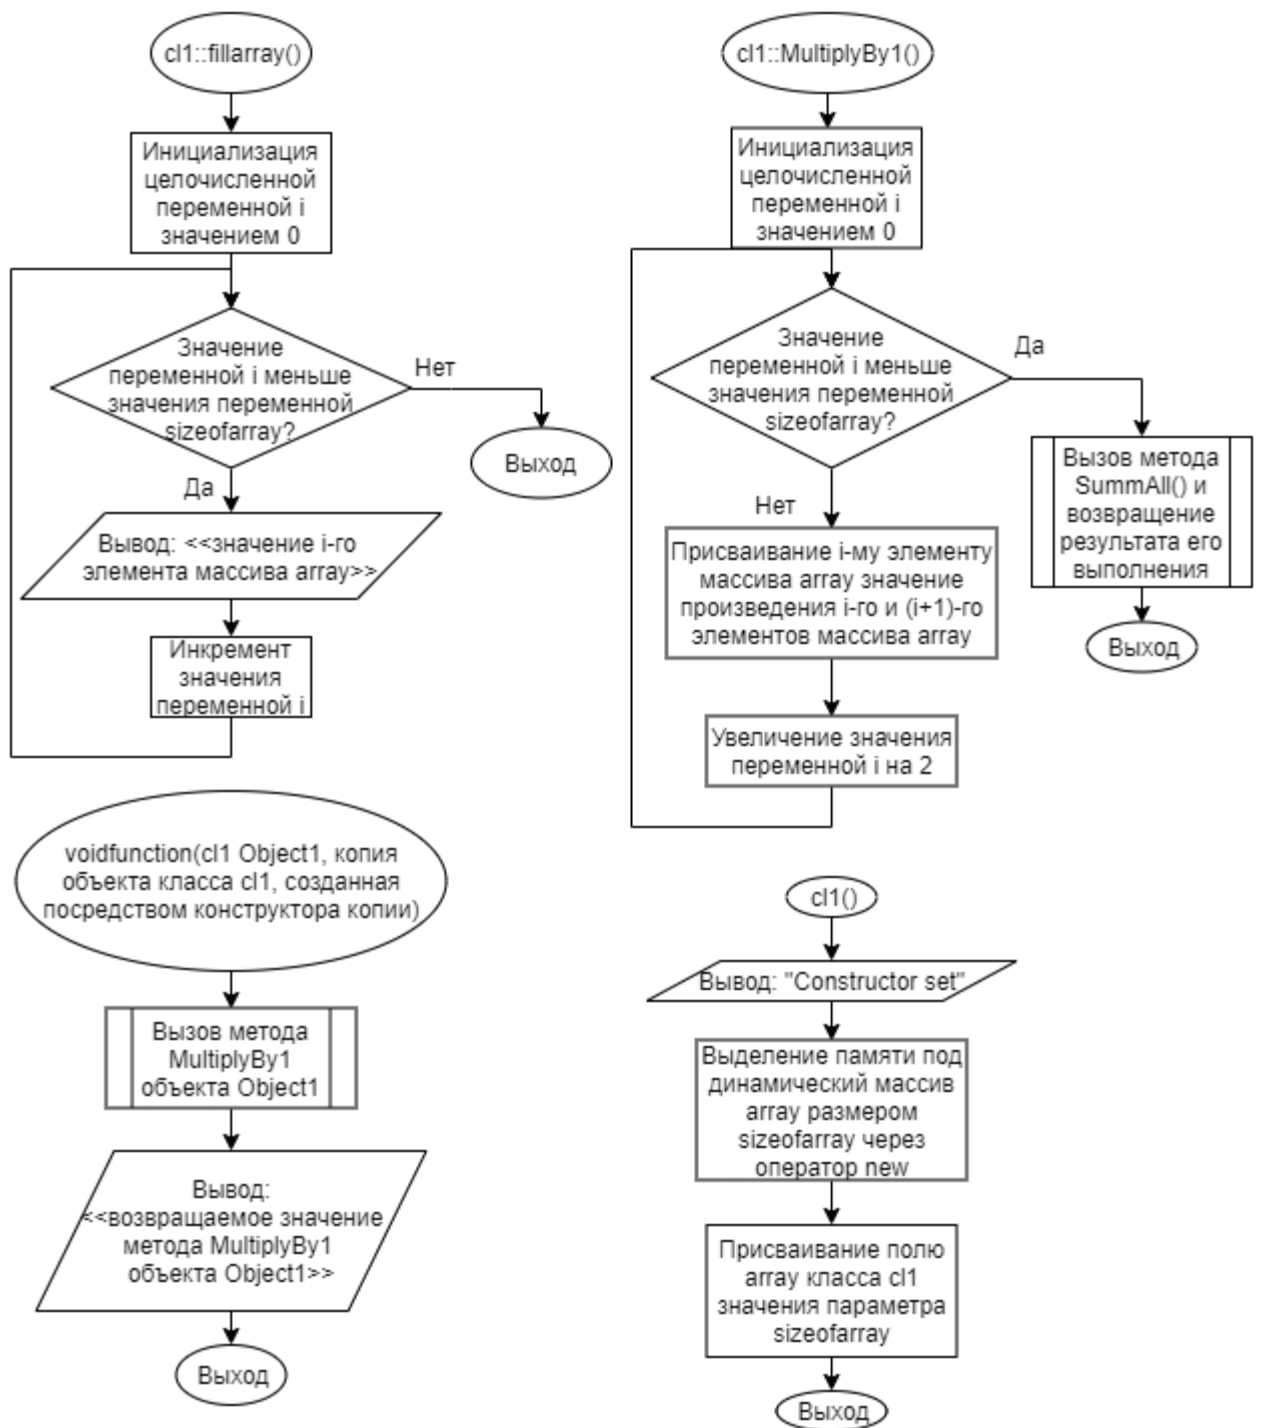 cl1::fillarray()
Инициализация
целочисленной
переменной i
значением 0
Значение
переменной i меньше
значения переменной
sizeofarray?
Нет
Выход
Да
Вывод: <<значение i-го
элемента массива array>>
Инкремент
значения
переменной i
cl1::MultiplyBy1()
Инициализация
целочисленной
переменной i
значением 0
Значение
переменной i меньше
значения переменной
sizeofarray?
Да
Вызов метода
SummAll() и
возвращение
результата его
выполнения
Выход
Нет
Присваивание i-му элементу
массива array значение
произведения i-го и (i+1)-го
элементов массива array
Увеличение значения
переменной i на 2
voidfunction(cl1 Object1, копия
объекта класса cl1, созданная
посредством конструктора копии)
Вызов метода
MultiplyBy1
объекта Object1
Вывод:
<<возвращаемое значение
метода MultiplyBy1
объекта Object1>>
Выход
cl1()
Вывод: "Constructor set"
Выделение памяти под
динамический массив
array размером
sizeofarray через
оператор new
Присваивание полю
array класса cl1
значения параметра
sizeofarray
Выход